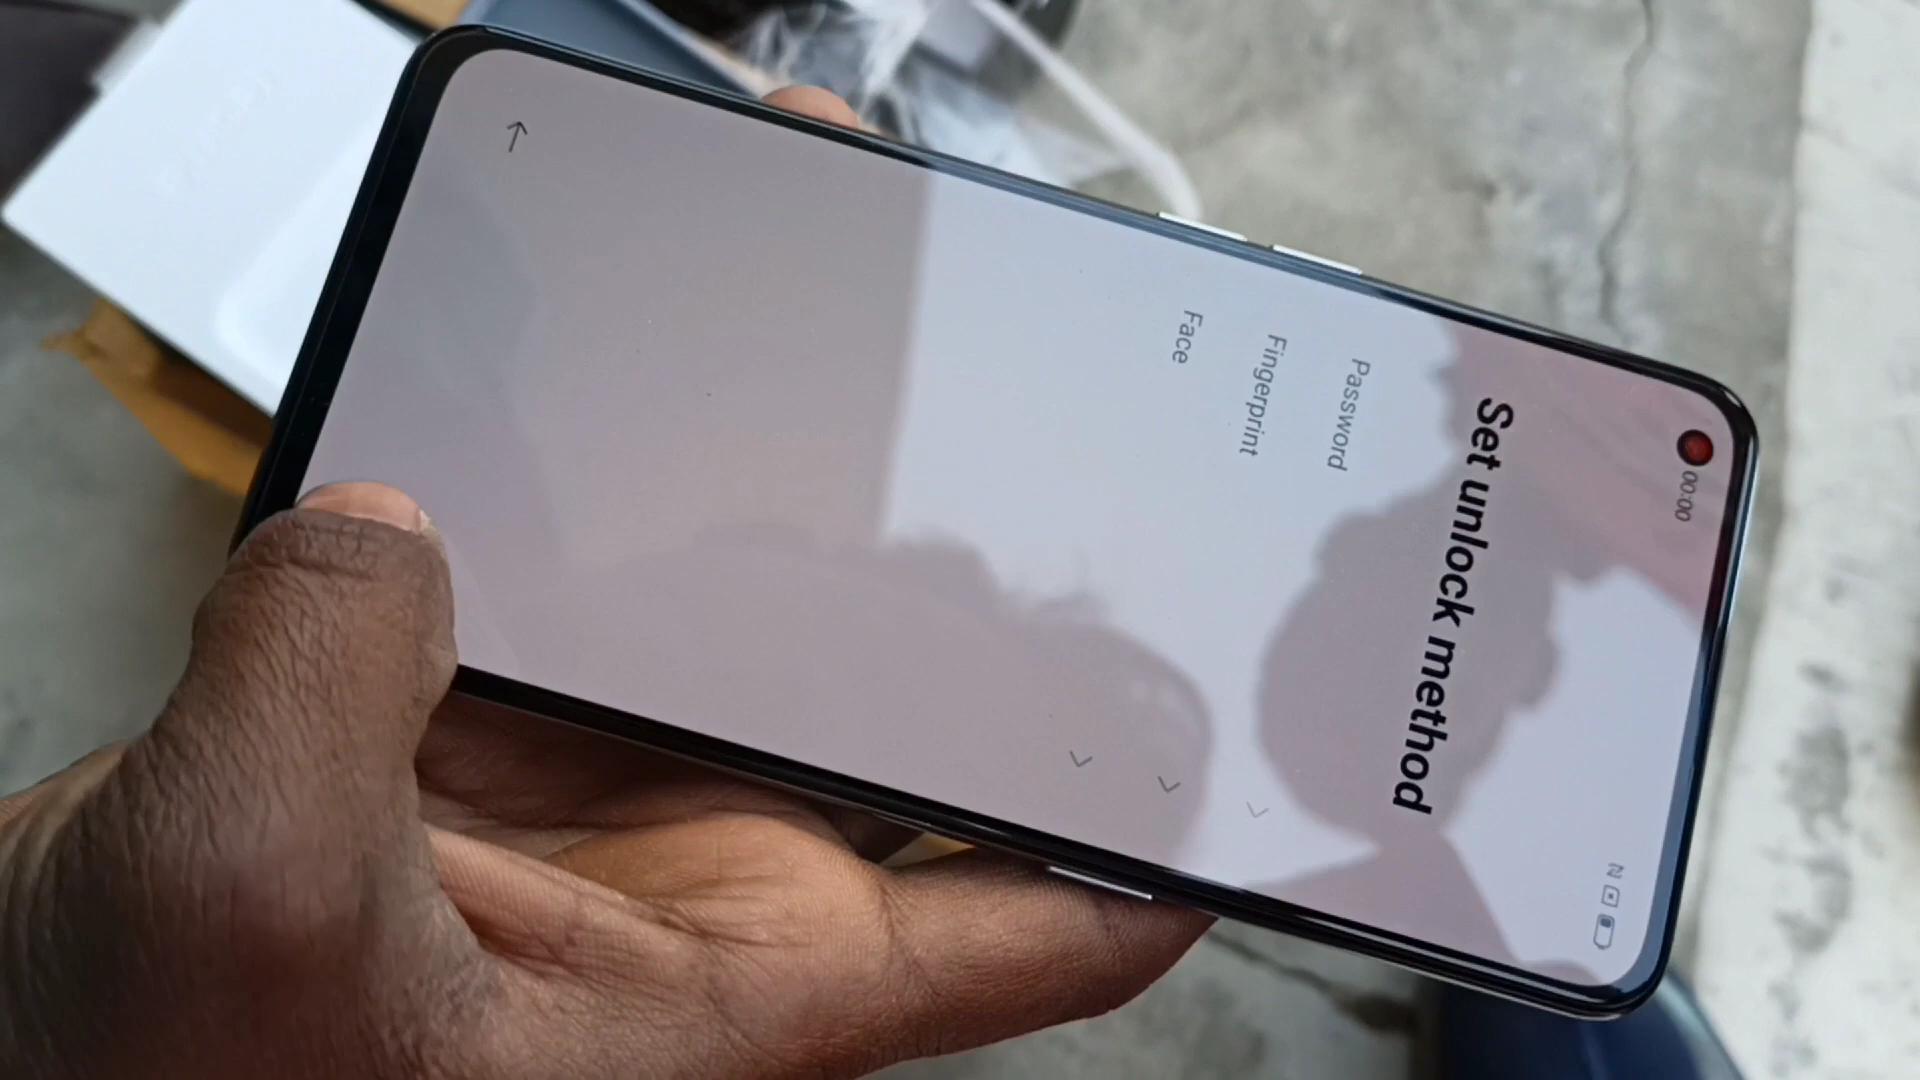 00:00
Set unlock method
Password
Fingerprint
Face